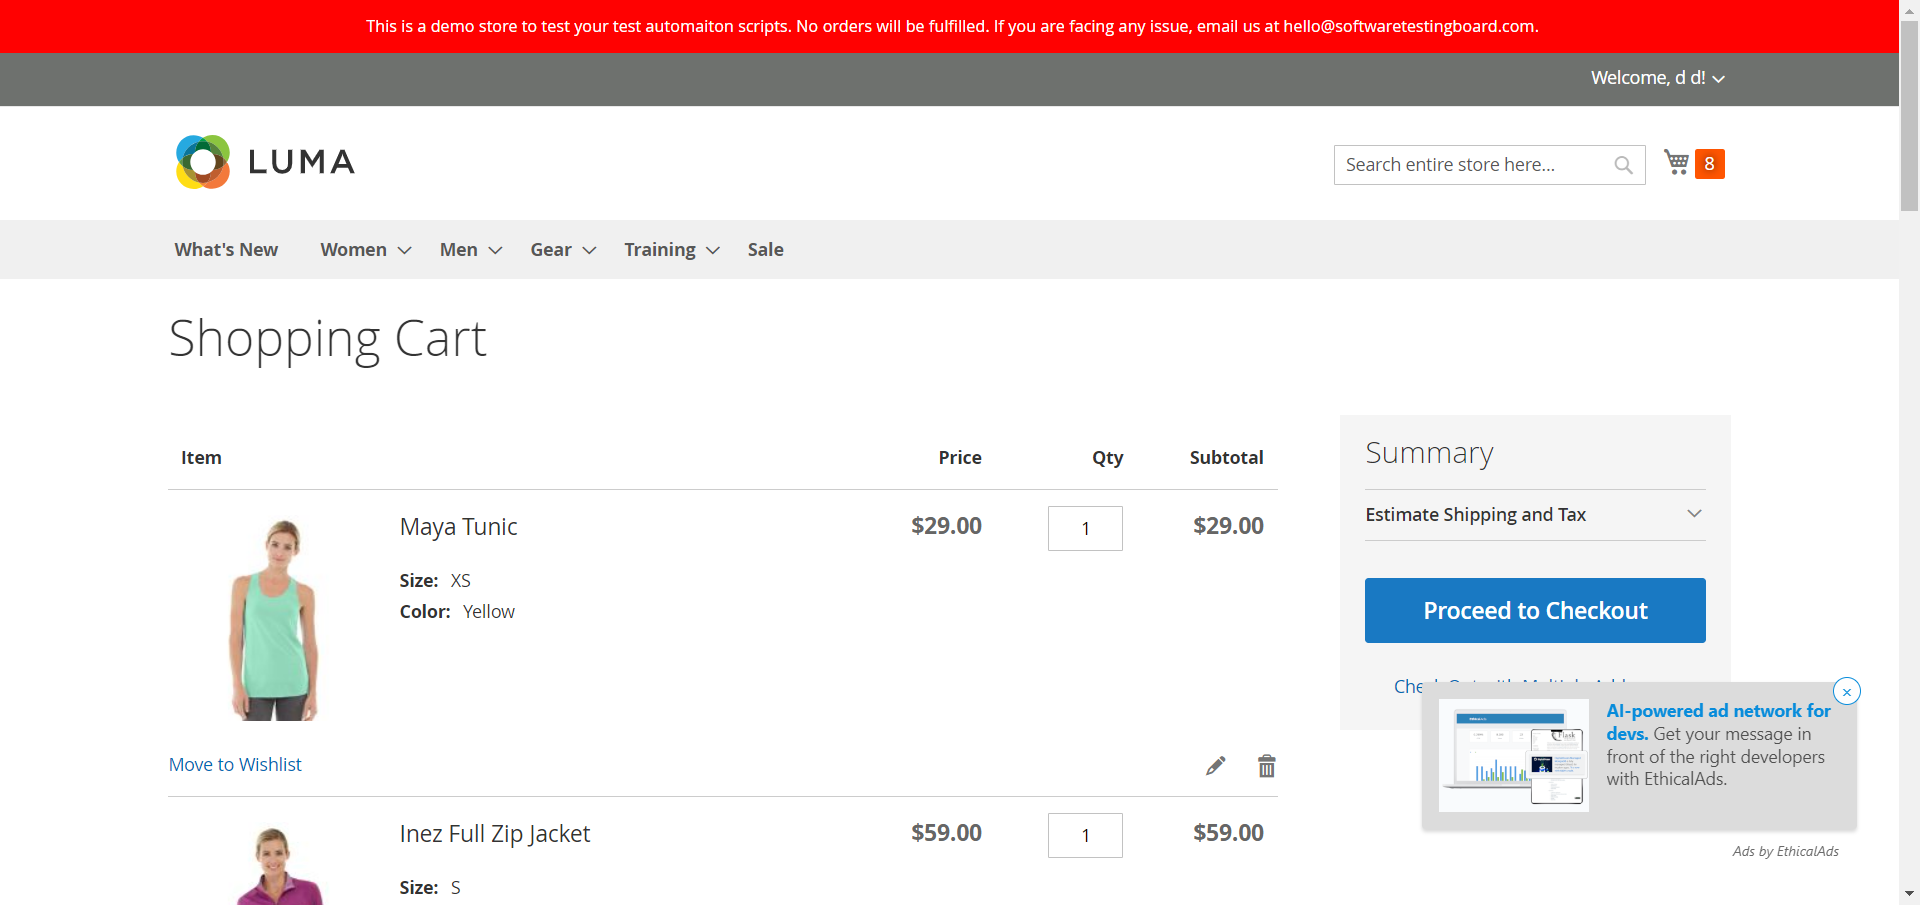 This is a demo store to test your test automaiton scripts. No orders will be fulfilled. If you are facing any issue, email us at hello@softwaretestingboard.com.
Welcome, d d!
LUMA
Search entire store here...
8
What's New Women Men Gear Training Sale
Shopping Cart
Item Price Qty Subtotal
Maya Tunic $29.00 1 $29.00
Size: XS
Color: Yellow
Move to Wishlist
Inez Full Zip Jacket $59.00 1 $59.00
Size: S
Summary
Estimate Shipping and Tax
Proceed to Checkout
AI-powered ad network for
devs. Get your message in
front of the right developers
with EthicalAds.
Ads by EthicalAds